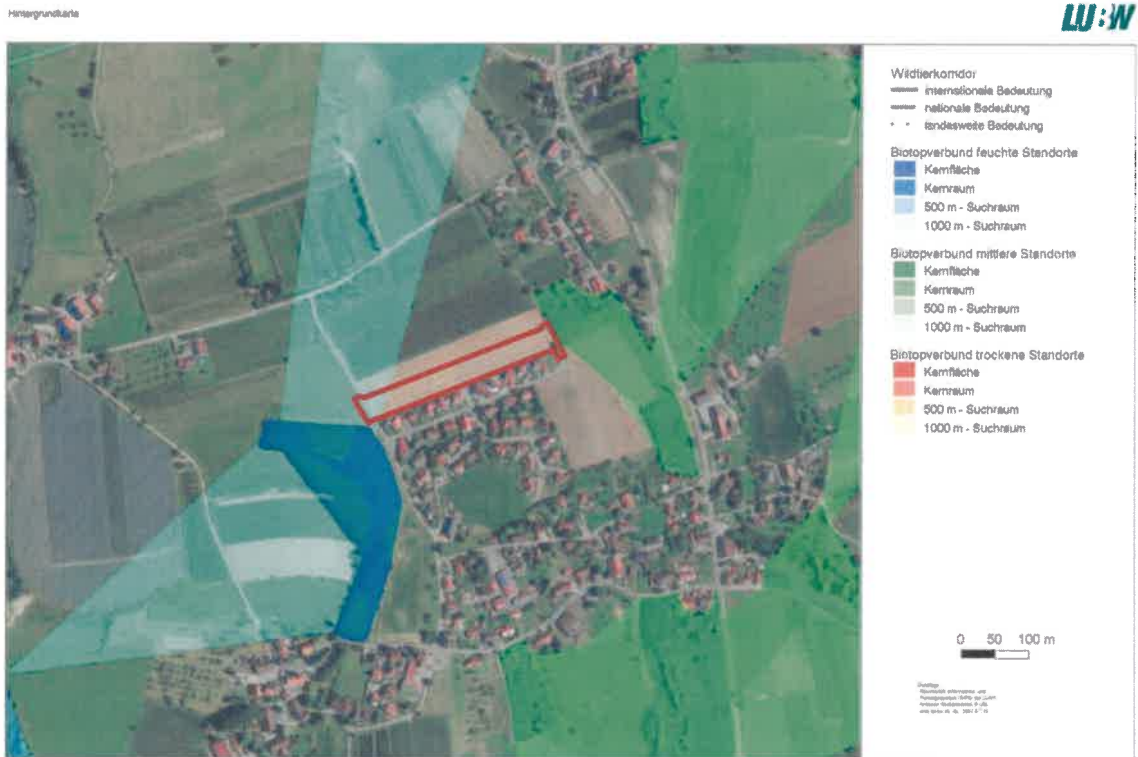 Hintergrundkarte
LU:W
Wildtierkorridor
internationale Bedeutung
nationale Bedeutung
landesweite Bedeutung
Biotopverbund feuchte Standorte
Kernfläche
Kernraum
500 m - Suchraum
1000 m - Suchraum
Biotopverbund mittlere Standorte
Kernfläche
Kernraum
500 m - Suchraum
1000 m - Suchraum
Biotopverbund trockene Standorte
Kernfläche
Kernraum
500 m - Suchraum
1000 m - Suchraum
0 50 100 m